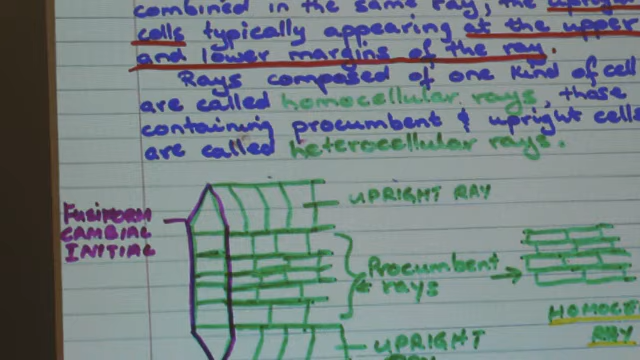 combined in the same ray, the upright
cells typically appearing at the upper
and lower margins of the ray.
Rays composed of one kind of cell
are called homocellular rays, those
containing procumbent & upright cells
are called heterocellular rays.
UPRIGHT RAY
FUSIFORM
CAMBIAL
INITIAL
Procumbent
rays
UPRIGHT
RAY